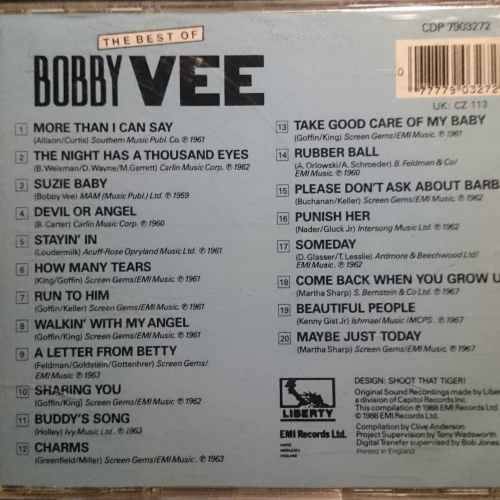 THE BEST OF
BOBBY VEE
CDP 7903272
0 77779 03272
UK: CZ 113
1 MORE THAN I CAN SAY
(Allison/Curtis) Southern Music Publ. Co ℗ 1961
2 THE NIGHT HAS A THOUSAND EYES
(B. Weisman/D. Wayne/M. Garrett) Carlin Music Corp. ℗ 1962
3 SUZIE BABY
(Bobby Vee) MAM (Music Publ.) Ltd ℗ 1959
4 DEVIL OR ANGEL
(B. Carter) Carlin Music Corp. ℗ 1960
5 STAYIN' IN
(Loudermilk) Acuff-Rose Opryland Music Ltd. ℗ 1961
6 HOW MANY TEARS
(King/Goffin) Screen Gems/EMI Music. ℗ 1961
7 RUN TO HIM
(Goffin/Keller) Screen Gems/EMI Music. ℗ 1961
8 WALKIN' WITH MY ANGEL
(Goffin/King) Screen Gems/EMI Music. ℗ 1961
9 A LETTER FROM BETTY
(Feldman/Goldstein/Gottehrer) Screen Gems/
EMI Music. ℗ 1963
10 SHARING YOU
(Goffin/King) Screen Gems/EMI Music. ℗ 1962
11 BUDDY'S SONG
(Holley) Ivy Music Ltd. ℗ 1963
12 CHARMS
(Greenfield/Miller) Screen Gems/EMI Music. ℗ 1963
13 TAKE GOOD CARE OF MY BABY
(Goffin/King) Screen Gems/EMI Music. ℗ 1961
14 RUBBER BALL
(A. Orlowski/A. Schroeder) B. Feldman & Co/
EMI Music. ℗ 1960
15 PLEASE DON'T ASK ABOUT BARBA
(Buchanan/Keller) Screen Gems/EMI Music. ℗ 1962
16 PUNISH HER
(Nader/Gluck Jr) Intersong Music Ltd. ℗ 1962
17 SOMEDAY
(D. Glasser/T. Lesslie) Ardmore & Beechwood Ltd/
EMI Music. ℗ 1962
18 COME BACK WHEN YOU GROW U
(Martha Sharp) S. Bernstein & Co Ltd. ℗ 1967
19 BEAUTIFUL PEOPLE
(Kenny Gist Jr) Ishmael Music/MCPS. ℗ 1967
20 MAYBE JUST TODAY
(Martha Sharp) Screen Gems/EMI Music. ℗ 1967
LIBERTY
EMI Records Ltd.
DESIGN: SHOOT THAT TIGER!
Original Sound Recordings made by Liberty,
a division of Capitol Records Inc.
This compilation ℗ 1988 EMI Records Ltd.
© 1988 EMI Records Ltd.
Compilation by Clive Anderson
Project Supervision by Tony Wadsworth
Digital Transfer supervised by Bob Jones
Printed in England